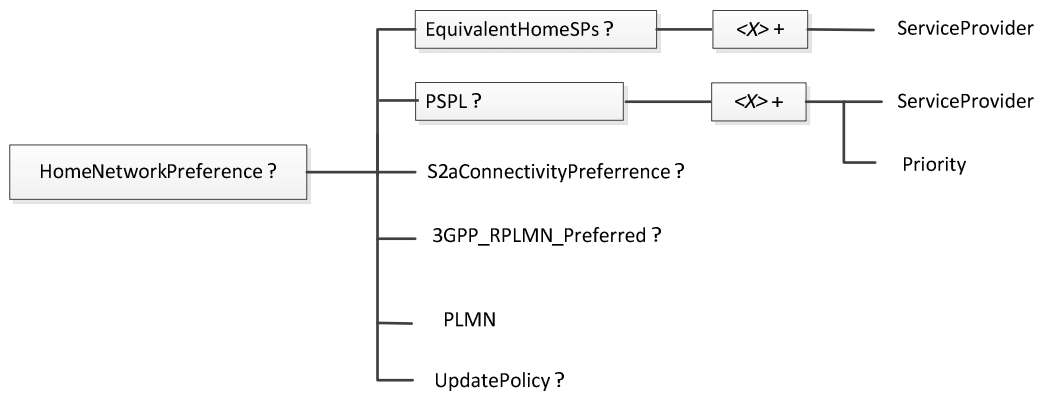 EquivalentHomeSPs ?
<X> +
ServiceProvider
PSPL ?
<X> +
ServiceProvider
Priority
HomeNetworkPreference ?
S2aConnectivityPreferrence ?
3GPP_RPLMN_Preferred ?
PLMN
UpdatePolicy ?